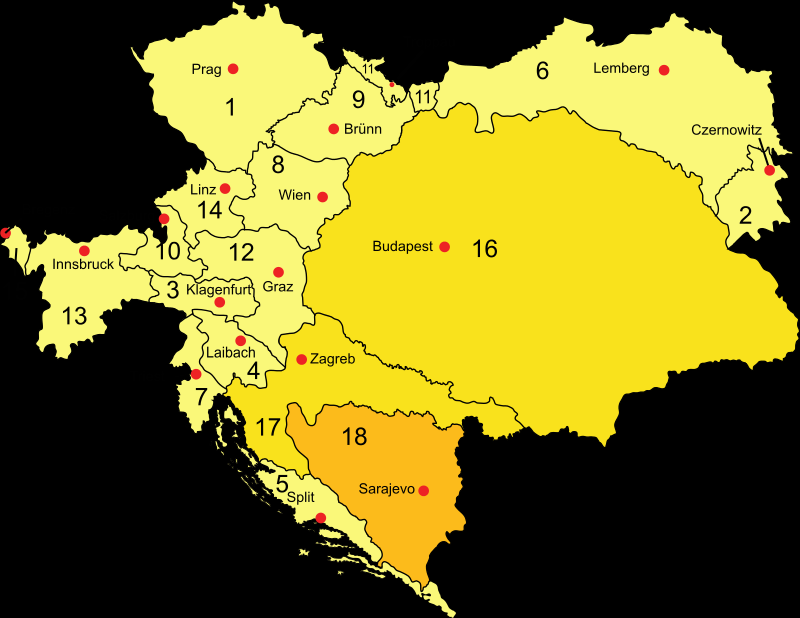 6
Prag
11
Lemberg
1
9
11
Brünn
Czernowitz
8
Linz
Wien
14
2
Budapest
16
10
12
Innsbruck
3
Klagenfurt
Graz
13
Laibach
Zagreb
4
7
17
18
5
Split
Sarajevo